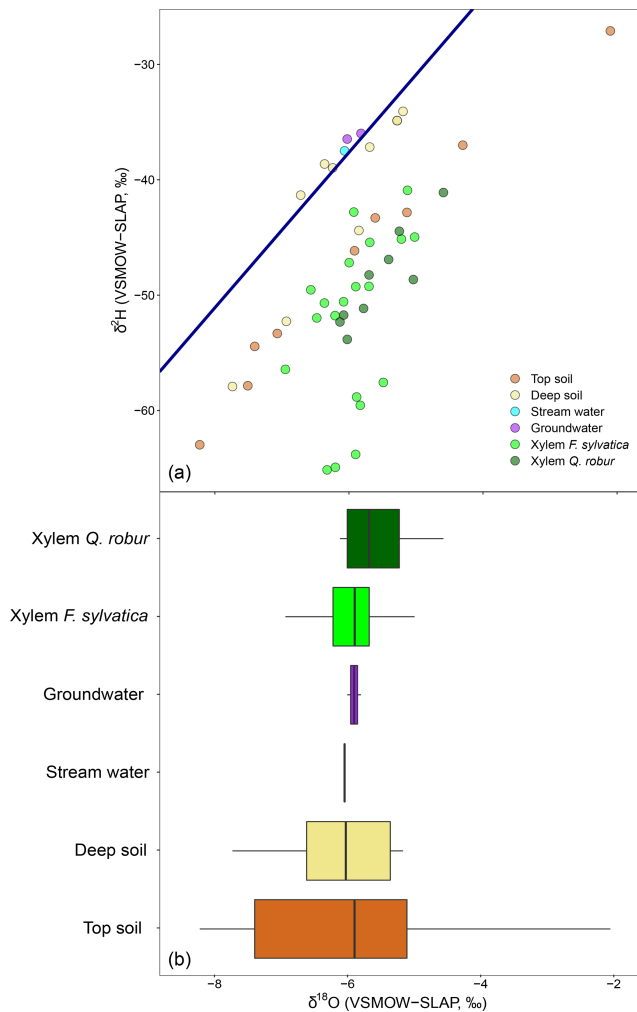 −30
−40
−50
−60
δ²H (VSMOW−SLAP, ‰)
Top soil
Deep soil
Stream water
Groundwater
Xylem F. sylvatica
Xylem Q. robur
(a)
Xylem Q. robur
Xylem F. sylvatica
Groundwater
Stream water
Deep soil
Top soil
(b)
−8 −6 −4 −2
δ¹⁸O (VSMOW−SLAP, ‰)